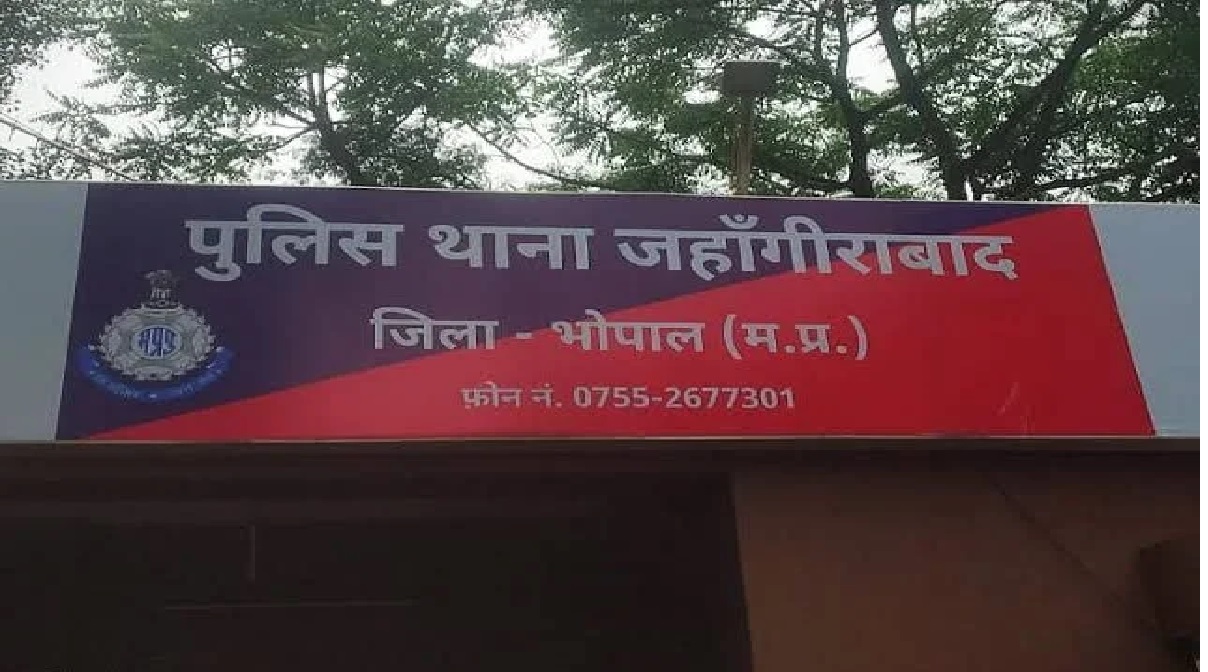 पुलिस थाना जहाँगीराबाद
जिला - भोपाल (म.प्र.)
फ़ोन नं. 0755-2677301